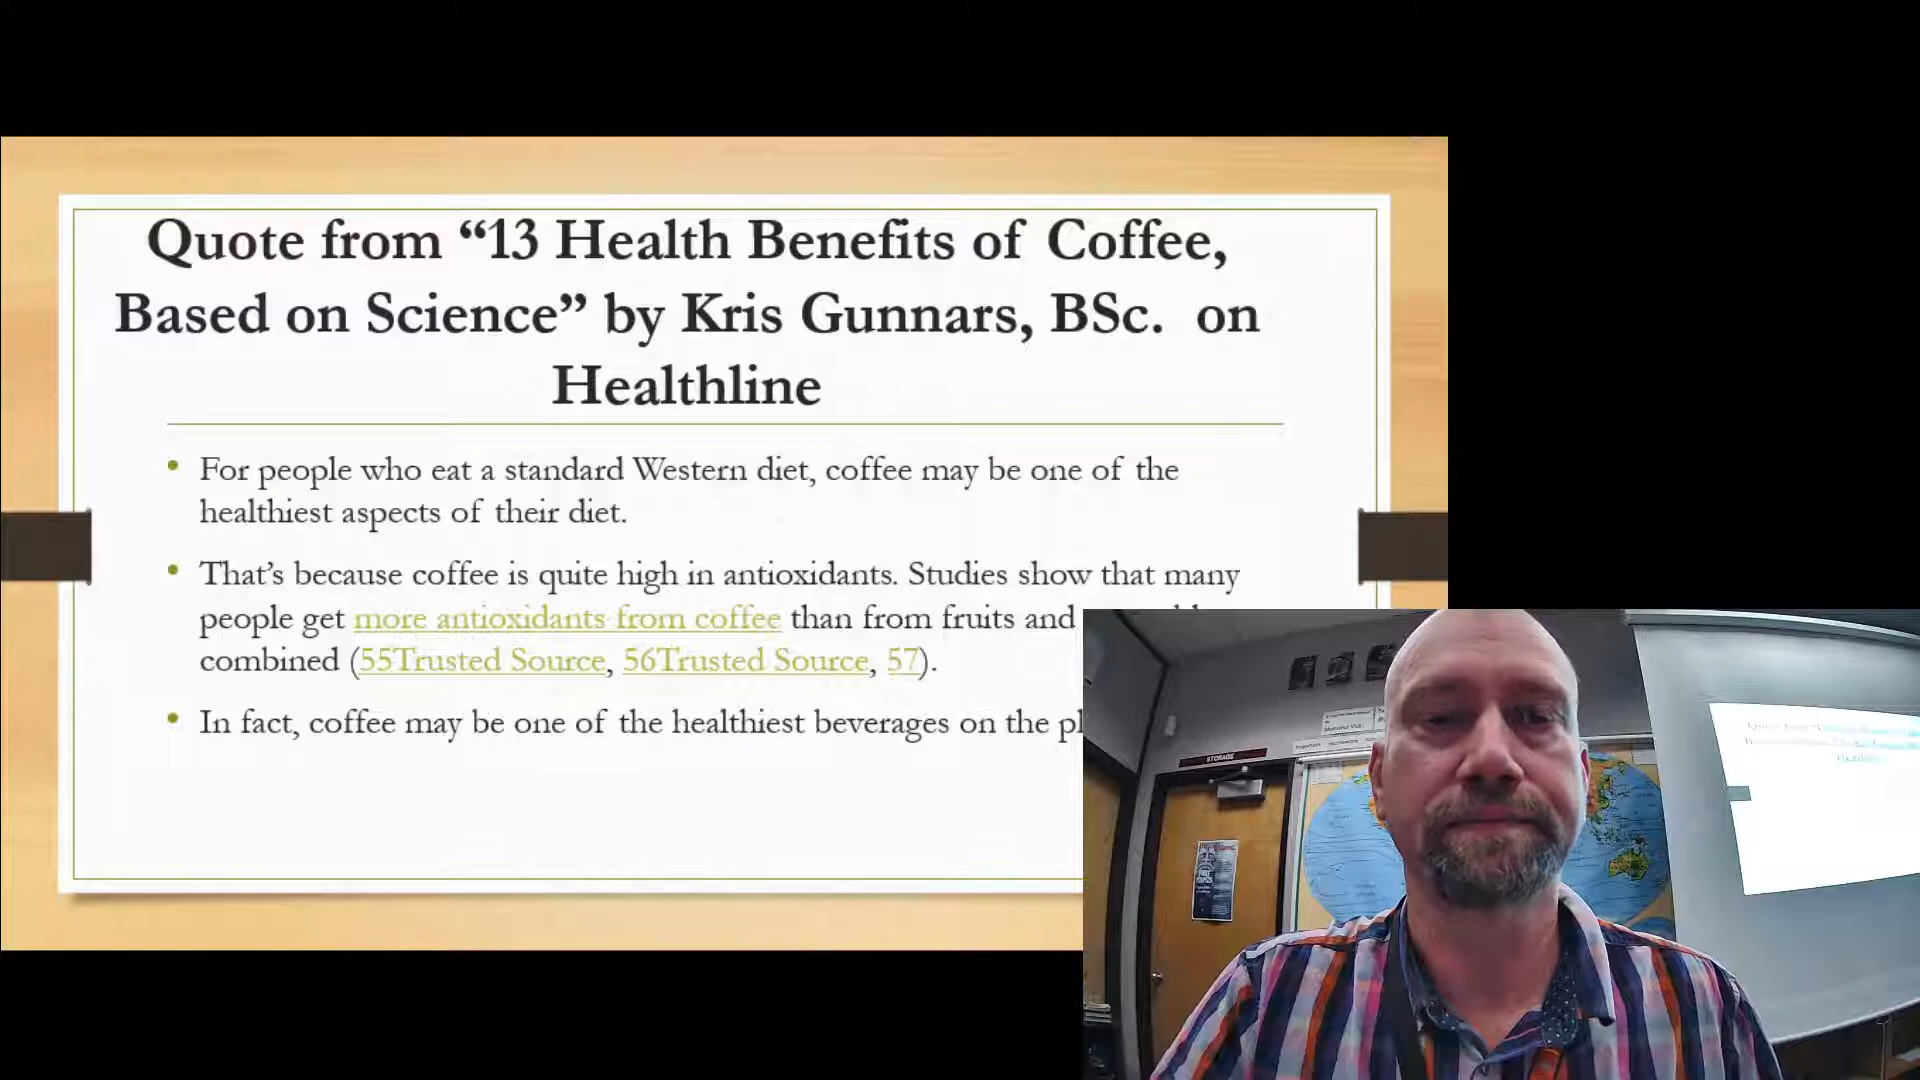 Quote from “13 Health Benefits of Coffee,
Based on Science” by Kris Gunnars, BSc. on
Healthline
• For people who eat a standard Western diet, coffee may be one of the
healthiest aspects of their diet.
• That’s because coffee is quite high in antioxidants. Studies show that many
people get more antioxidants from coffee than from fruits and
combined (55Trusted Source, 56Trusted Source, 57).
• In fact, coffee may be one of the healthiest beverages on the
STORAGE